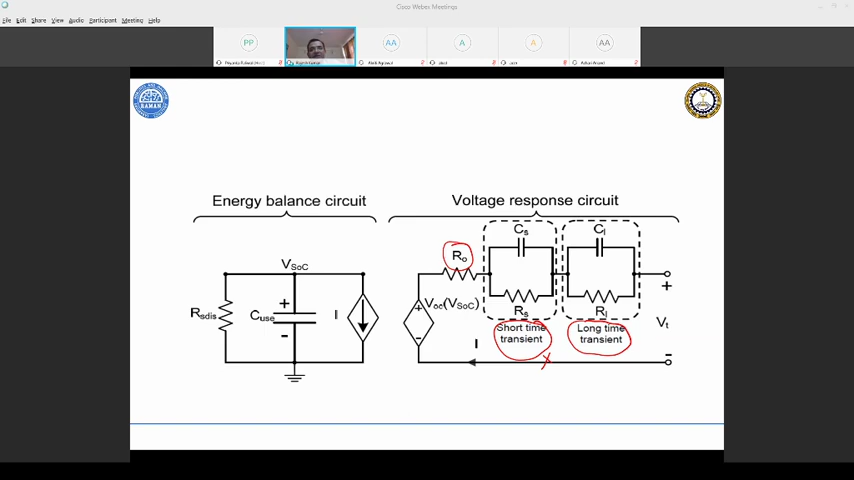 Cisco Webex Meetings
File Edit Share View Audio Participant Meeting Help
PP
AA
A
A
AA
BAMAN
Energy balance circuit
Voltage response circuit
Cs
Cl
Ro
VSoC
Rsdis
Cuse
+
-
I
+
-
Voc(VSoC)
Rs
Rl
+
Short time
transient
Long time
transient
Vt
I
-
X